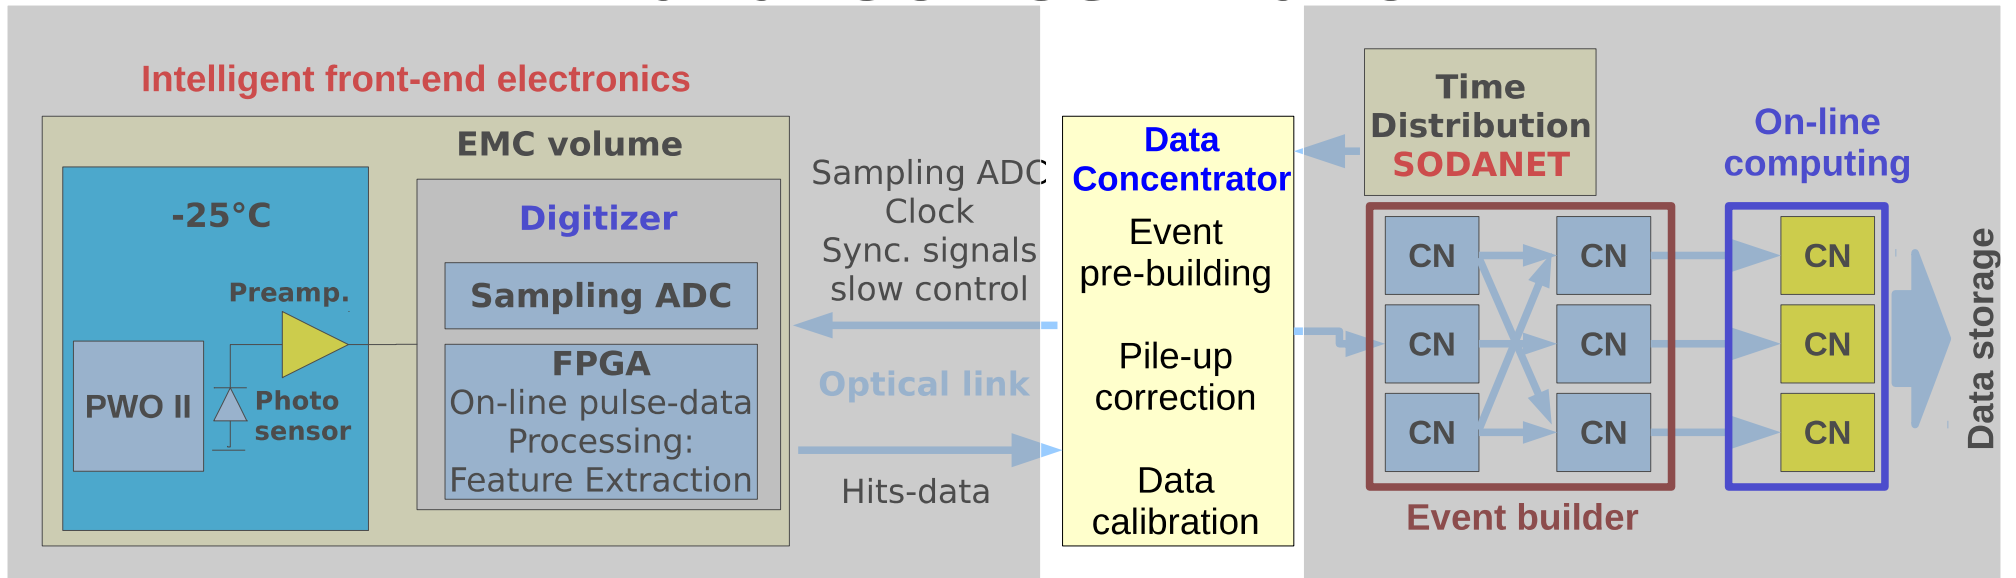 Intelligent front-end electronics
EMC volume
-25°C
Preamp.
PWO II
Photo
sensor
Digitizer
Sampling ADC
FPGA
On-line pulse-data
Processing:
Feature Extraction
Sampling ADC
Clock
Sync. signals
slow control
Optical link
Hits-data
Data
Concentrator
Event
pre-building
Pile-up
correction
Data
calibration
Time
Distribution
SODANET
CN CN
CN CN
CN CN
Event builder
On-line
computing
CN
CN
CN
Data storage